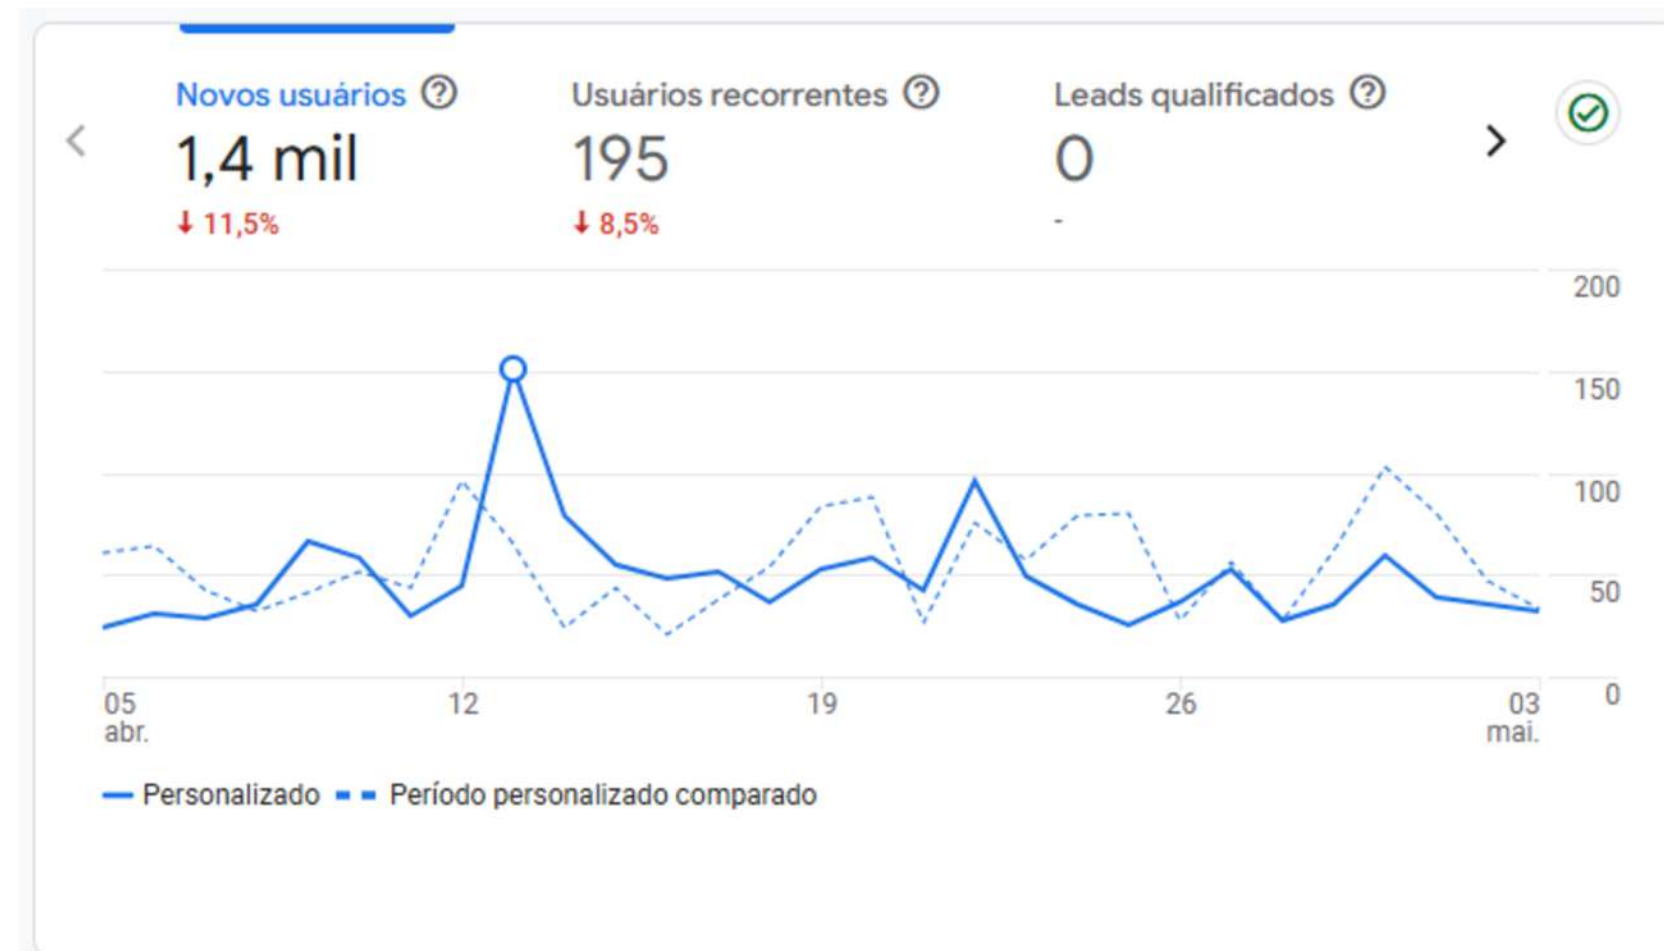 Novos usuários
Usuários recorrentes
Leads qualificados
1,4 mil
195
0
↓ 11,5%
↓ 8,5%
-
200
150
100
50
0
05
abr.
12
19
26
03
mai.
Personalizado
Período personalizado comparado